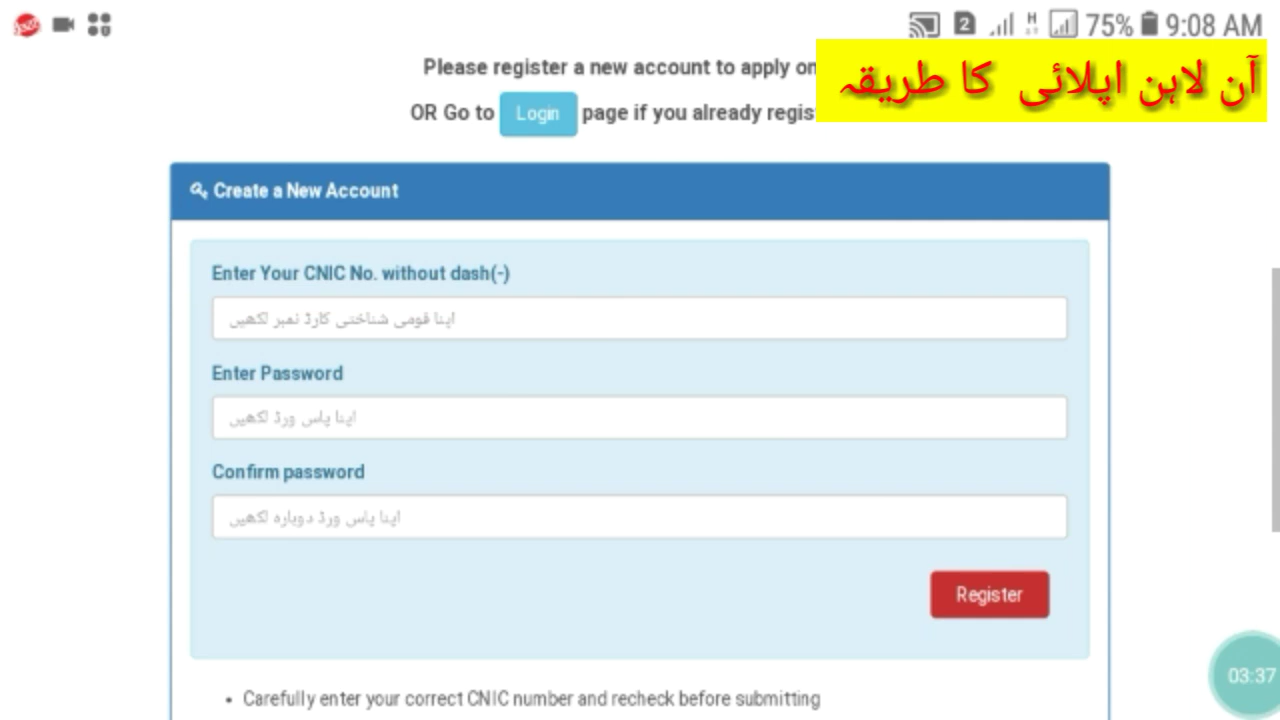 2 H 75% 9:08 AM
Please register a new account to apply on
آن لاہن اپلائی کا طریقہ
OR Go to Login page if you already regis
Create a New Account
Enter Your CNIC No. without dash(-)
اپنا قومی شناختی کارڈ نمبر لکھیں
Enter Password
اپنا پاس ورڈ لکھیں
Confirm password
اپنا پاس ورڈ دوبارہ لکھیں
Register
03:37
• Carefully enter your correct CNIC number and recheck before submitting